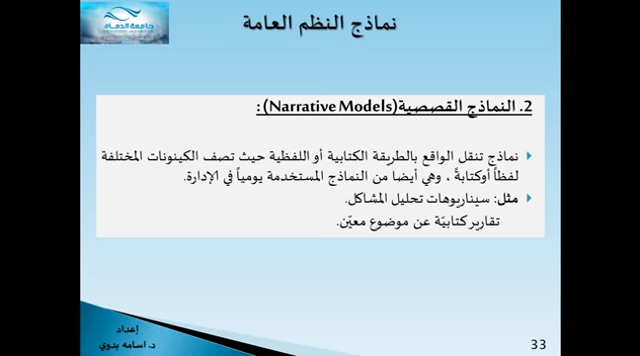 جامعة الدمام
نماذج النظم العامة
2. النماذج القصصية(Narrative Models) :
نماذج تنقل الواقع بالطريقة الكتابية أو اللفظية حيث تصف الكينونات المختلفة
لفظاً أوكتابةً ، وهي أيضا من النماذج المستخدمة يومياً في الإدارة.
مثل: سيناريوهات تحليل المشاكل.
تقارير كتابيّة عن موضوع معيّن.
إعداد
د. اسامه بدوي
33